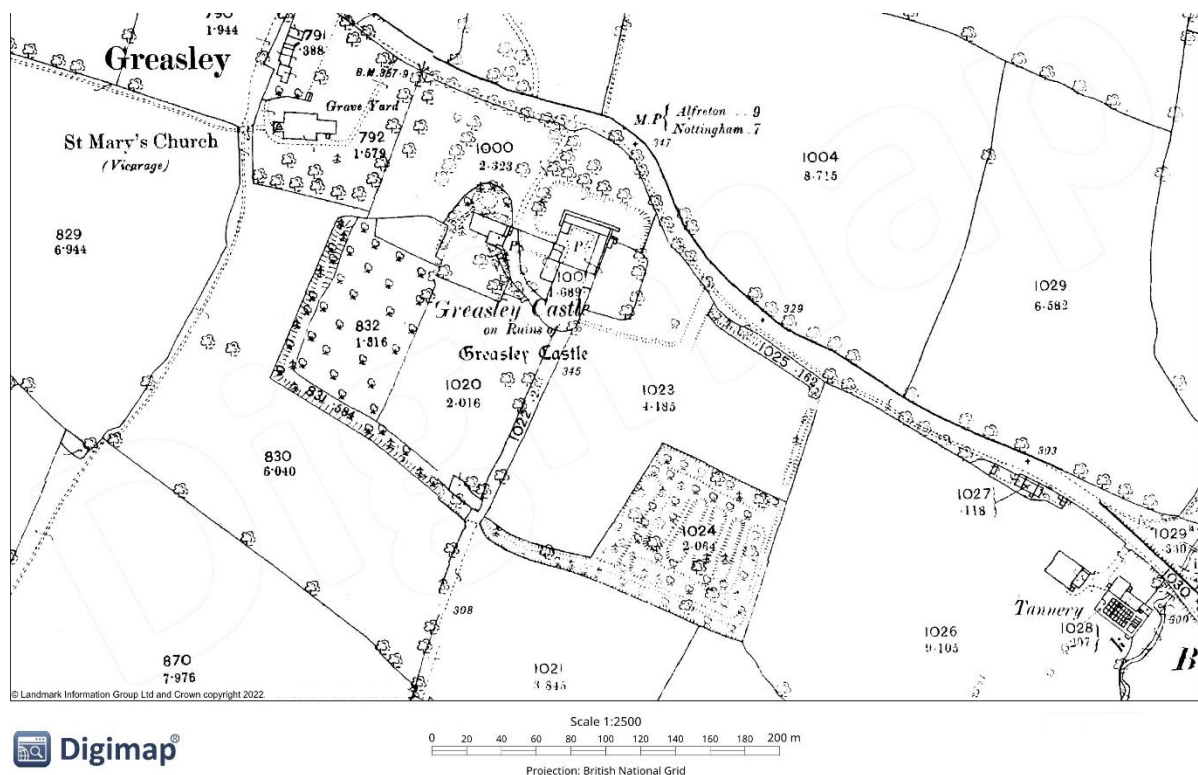 1.944
791
.388
Greasley
B.M.357.9
Grave Yard
M.P { Alfreton .. 9
Nottingham . 7
347
St Mary's Church
(Vicarage)
792
1.579
1000
2.323
1004
8.715
829
6.944
P
P
1.689
1029
6.582
Greasley Castle
on Ruins of
Greasley Castle
345
329
832
1.816
1025 .162
1020
2.016
1023
4.185
831 .584
1022
830
6.040
303
1027
.118
1024
2.064
1029
1030
308
Tannery
1028
1026
9.105
870
7.976
1021
3.845
B
© Landmark Information Group Ltd and Crown copyright 2022.
Digimap®
Scale 1:2500
0 20 40 60 80 100 120 140 160 200 m
Projection: British National Grid
Digimap